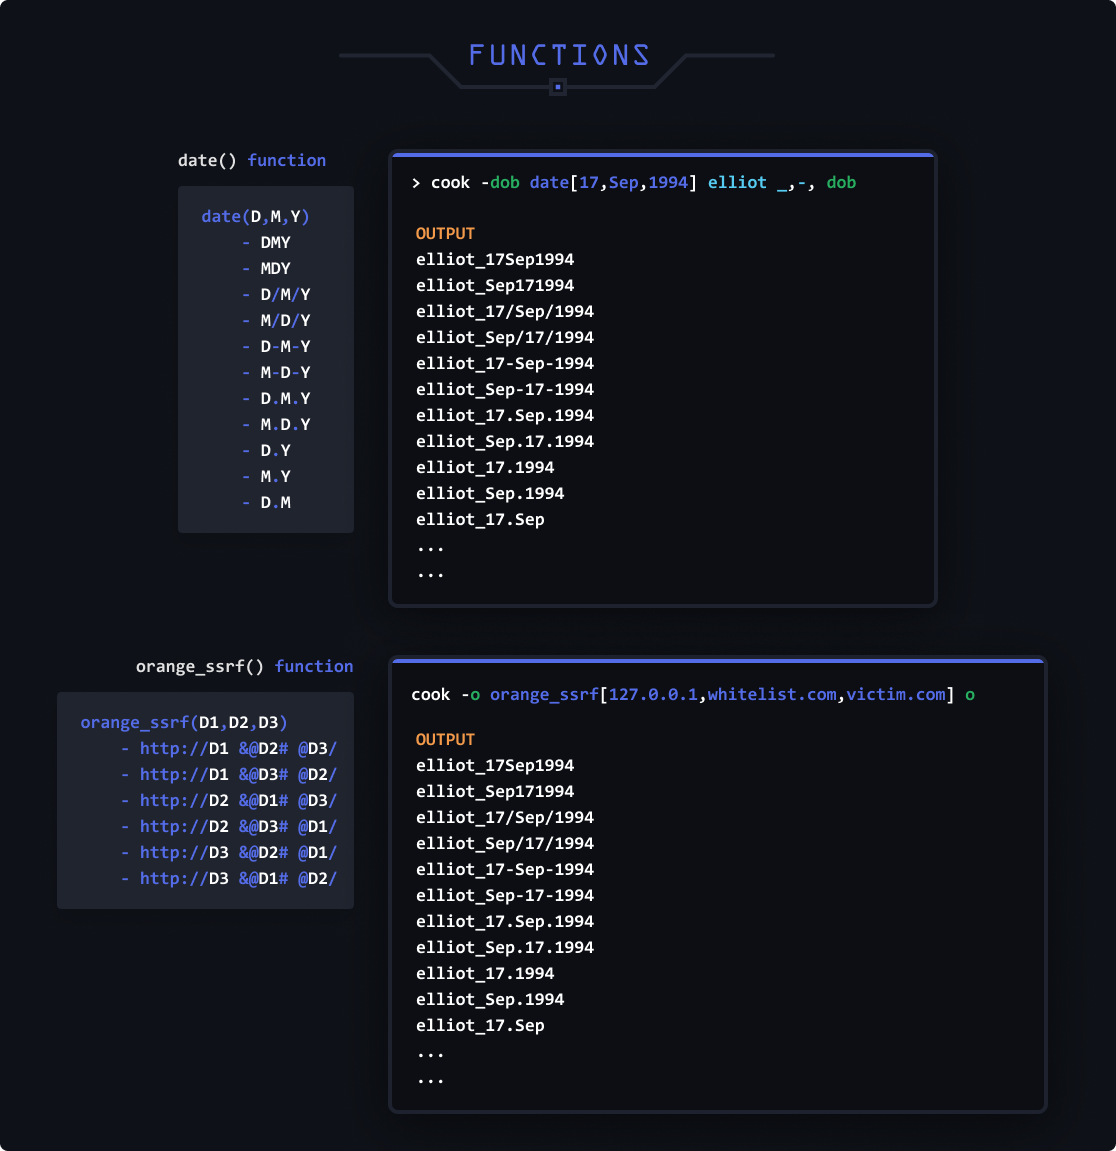 FUNCTIONS
date() function
date(D,M,Y)
- DMY
- MDY
- D/M/Y
- M/D/Y
- D-M-Y
- M-D-Y
- D.M.Y
- M.D.Y
- D.Y
- M.Y
- D.M
> cook -dob date[17,Sep,1994] elliot _,-, dob
OUTPUT
elliot_17Sep1994
elliot_Sep171994
elliot_17/Sep/1994
elliot_Sep/17/1994
elliot_17-Sep-1994
elliot_Sep-17-1994
elliot_17.Sep.1994
elliot_Sep.17.1994
elliot_17.1994
elliot_Sep.1994
elliot_17.Sep
...
...
orange_ssrf() function
orange_ssrf(D1,D2,D3)
- http://D1 &@D2# @D3/
- http://D1 &@D3# @D2/
- http://D2 &@D1# @D3/
- http://D2 &@D3# @D1/
- http://D3 &@D2# @D1/
- http://D3 &@D1# @D2/
cook -o orange_ssrf[127.0.0.1,whitelist.com,victim.com] o
OUTPUT
elliot_17Sep1994
elliot_Sep171994
elliot_17/Sep/1994
elliot_Sep/17/1994
elliot_17-Sep-1994
elliot_Sep-17-1994
elliot_17.Sep.1994
elliot_Sep.17.1994
elliot_17.1994
elliot_Sep.1994
elliot_17.Sep
...
...